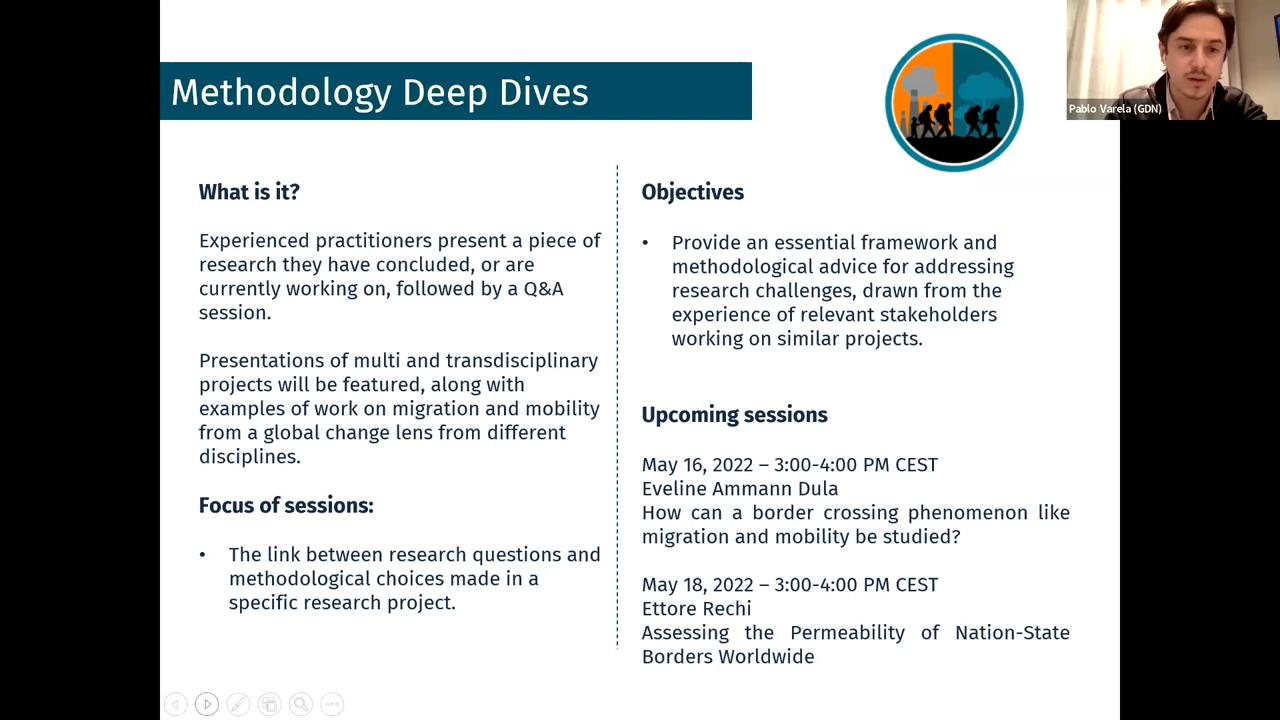 Methodology Deep Dives
Pablo Varela (GDN)
What is it?
Experienced practitioners present a piece of
research they have concluded, or are
currently working on, followed by a Q&A
session.
Presentations of multi and transdisciplinary
projects will be featured, along with
examples of work on migration and mobility
from a global change lens from different
disciplines.
Focus of sessions:
• The link between research questions and
methodological choices made in a
specific research project.
Objectives
• Provide an essential framework and
methodological advice for addressing
research challenges, drawn from the
experience of relevant stakeholders
working on similar projects.
Upcoming sessions
May 16, 2022 – 3:00-4:00 PM CEST
Eveline Ammann Dula
How can a border crossing phenomenon like
migration and mobility be studied?
May 18, 2022 – 3:00-4:00 PM CEST
Ettore Rechi
Assessing the Permeability of Nation-State
Borders Worldwide